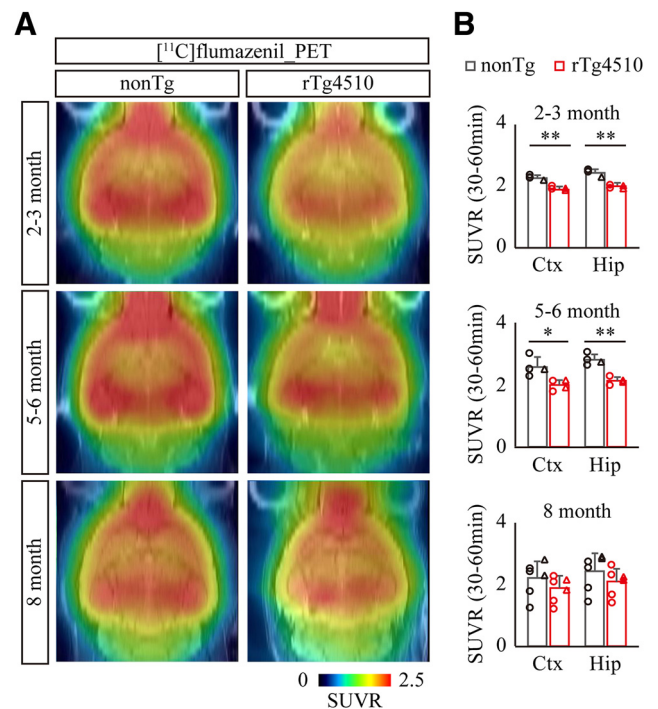 A
[¹¹C]flumazenil_PET
nonTg
rTg4510
2-3 month
5-6 month
8 month
0
2.5
SUVR
B
nonTg rTg4510
2-3 month
** **
SUVR (30-60min)
4
2
0
Ctx Hip
5-6 month
* **
SUVR (30-60min)
4
2
0
Ctx Hip
8 month
SUVR (30-60min)
4
2
0
Ctx Hip